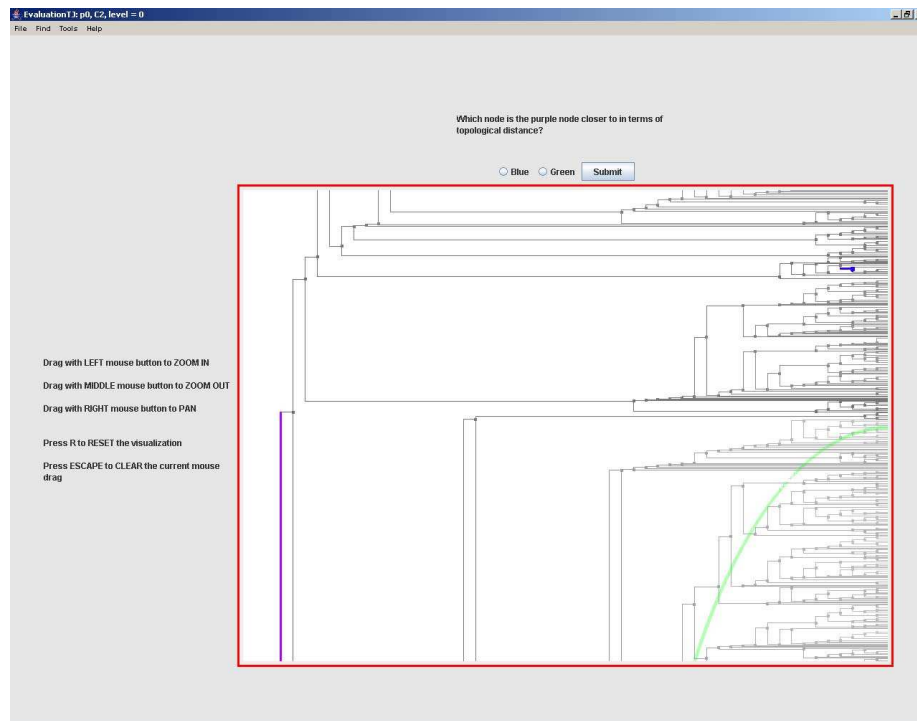 EvaluationT3: p0, C2, level = 0
File Find Tools Help
Which node is the purple node closer to in terms of
topological distance?
Blue Green Submit
Drag with LEFT mouse button to ZOOM IN
Drag with MIDDLE mouse button to ZOOM OUT
Drag with RIGHT mouse button to PAN
Press R to RESET the visualization
Press ESCAPE to CLEAR the current mouse
drag